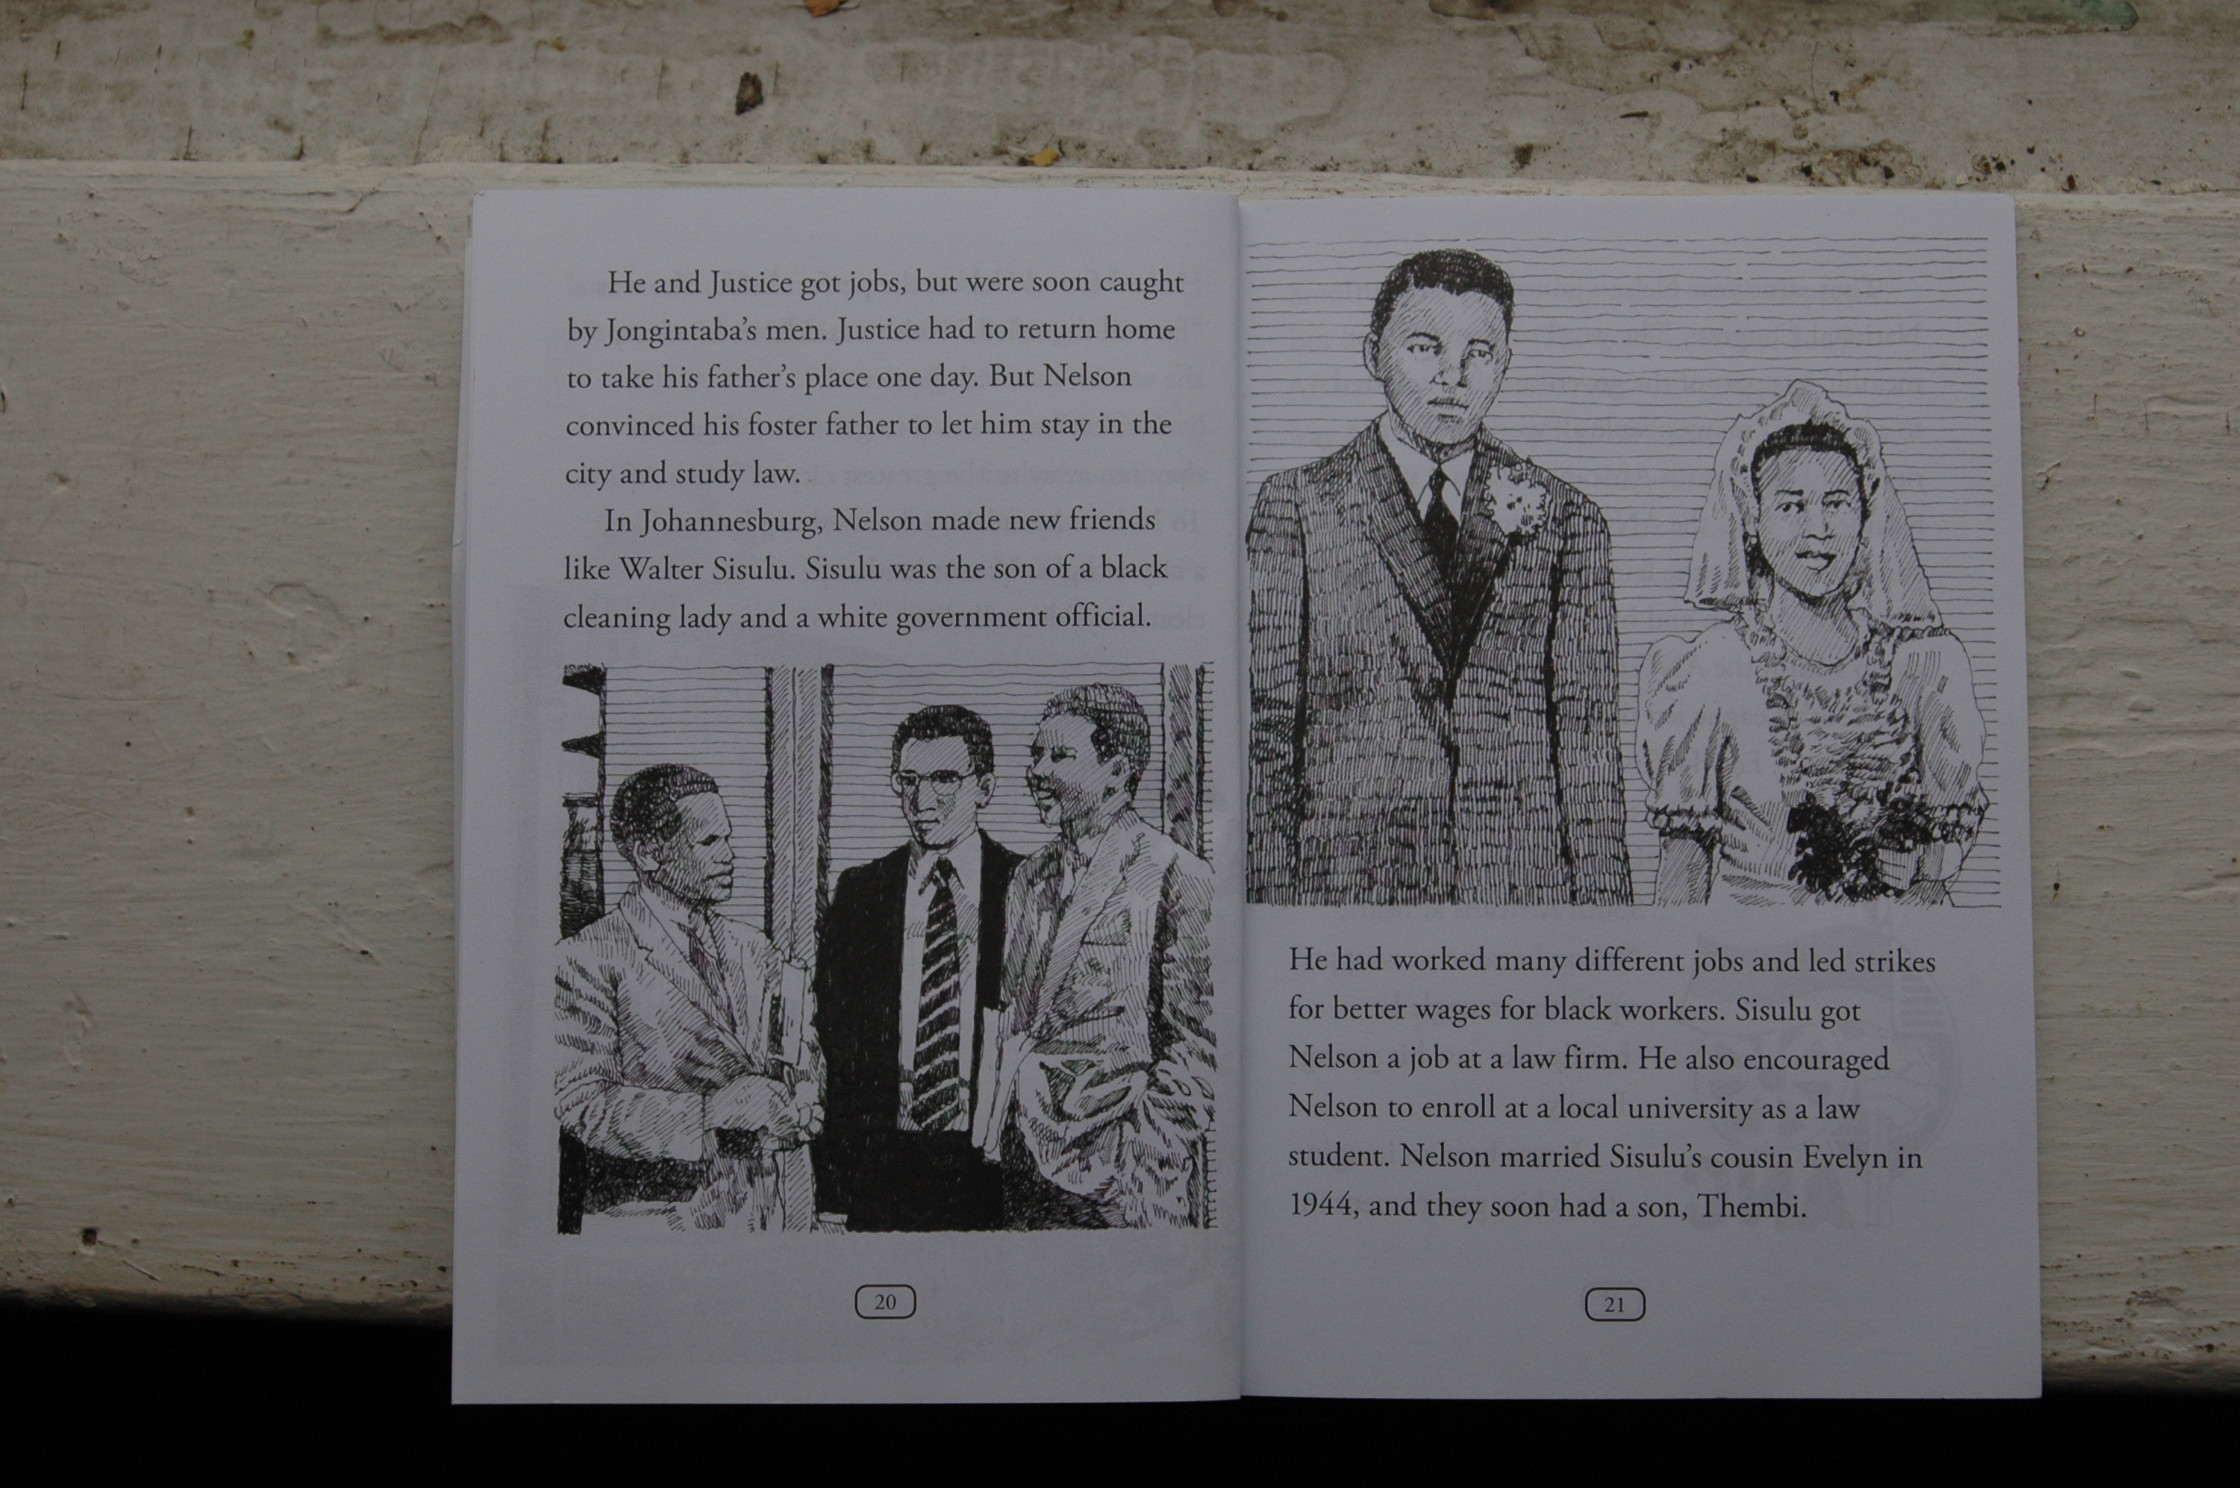 He and Justice got jobs, but were soon caught
by Jongintaba’s men. Justice had to return home
to take his father’s place one day. But Nelson
convinced his foster father to let him stay in the
city and study law.
In Johannesburg, Nelson made new friends
like Walter Sisulu. Sisulu was the son of a black
cleaning lady and a white government official.
20
He had worked many different jobs and led strikes
for better wages for black workers. Sisulu got
Nelson a job at a law firm. He also encouraged
Nelson to enroll at a local university as a law
student. Nelson married Sisulu’s cousin Evelyn in
1944, and they soon had a son, Thembi.
21